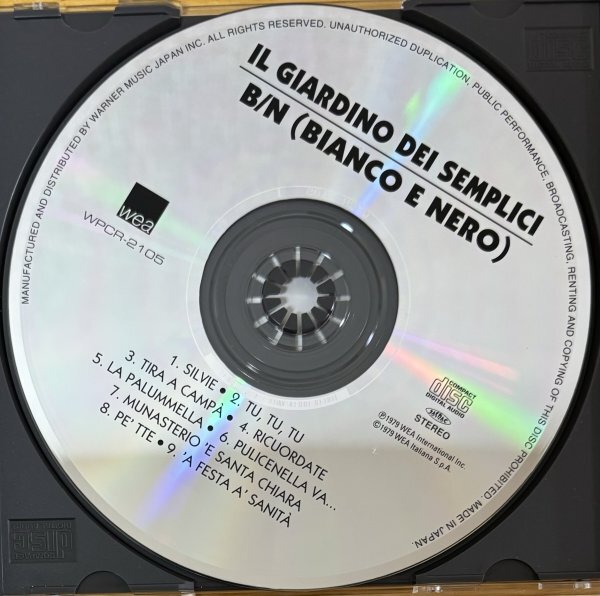 MANUFACTURED AND DISTRIBUTED BY WARNER MUSIC JAPAN INC. ALL RIGHTS RESERVED. UNAUTHORIZED DUPLICATION, PUBLIC PERFORMANCE, BROADCASTING, RENTING AND COPYING OF THIS DISC PROHIBITED. MADE IN JAPAN.
IL GIARDINO DEI SEMPLICI
B/N (BIANCO E NERO)
wea
WPCR-2105
1. SILVIE • 2. TU, TU, TU
3. TIRA A CAMPÀ • 4. RICUORDATE
5. LA PALUMMELLA • 6. PULICENELLA VA...
7. MUNASTERIO 'E SANTA CHIARA
8. PE' TTE • 9. 'A FESTA A' SANITÀ
COMPACT
disc
DIGITAL AUDIO
STEREO
℗1979 WEA International Inc.
©1979 WEA Italiana S.p.A.